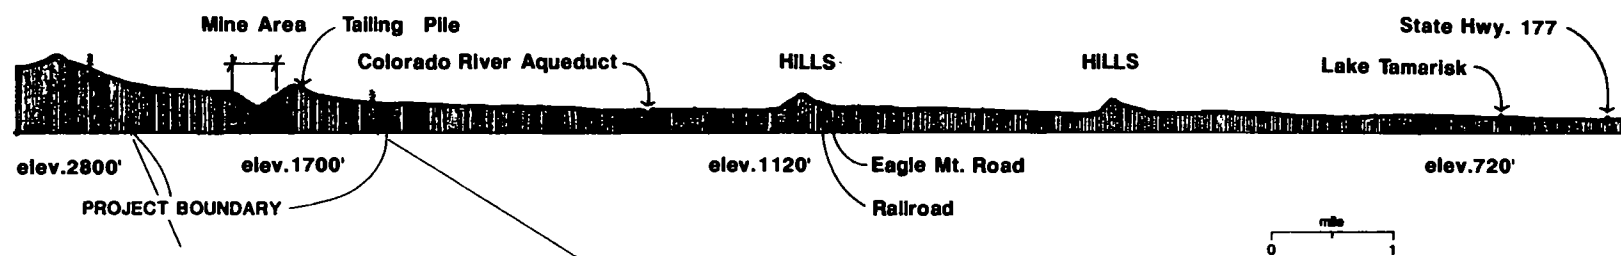 State Hwy. 177
Mine Area
Tailing Pile
Colorado River Aqueduct
HILLS
HILLS
Lake Tamarisk
elev.2800'
elev.1700'
elev.1120'
Eagle Mt. Road
elev.720'
PROJECT BOUNDARY
Railroad
mile
0 1